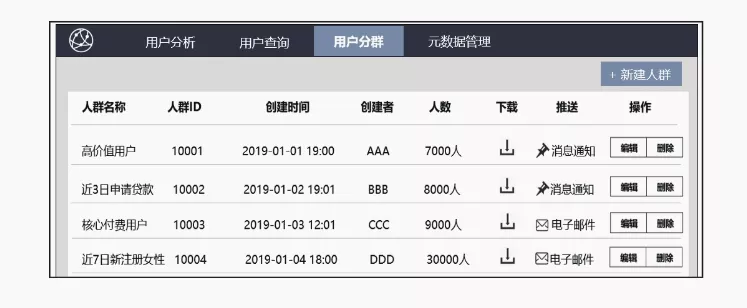 用户分析 用户查询 用户分群 元数据管理
+ 新建人群
人群名称 人群ID 创建时间 创建者 人数 下载 推送 操作
高价值用户 10001 2019-01-01 19:00 AAA 7000人 消息通知 编辑 删除
近3日申请贷款 10002 2019-01-02 19:01 BBB 8000人 消息通知 编辑 删除
核心付费用户 10003 2019-01-03 12:01 CCC 9000人 电子邮件 编辑 删除
近7日新注册女性 10004 2019-01-04 18:00 DDD 30000人 电子邮件 编辑 删除